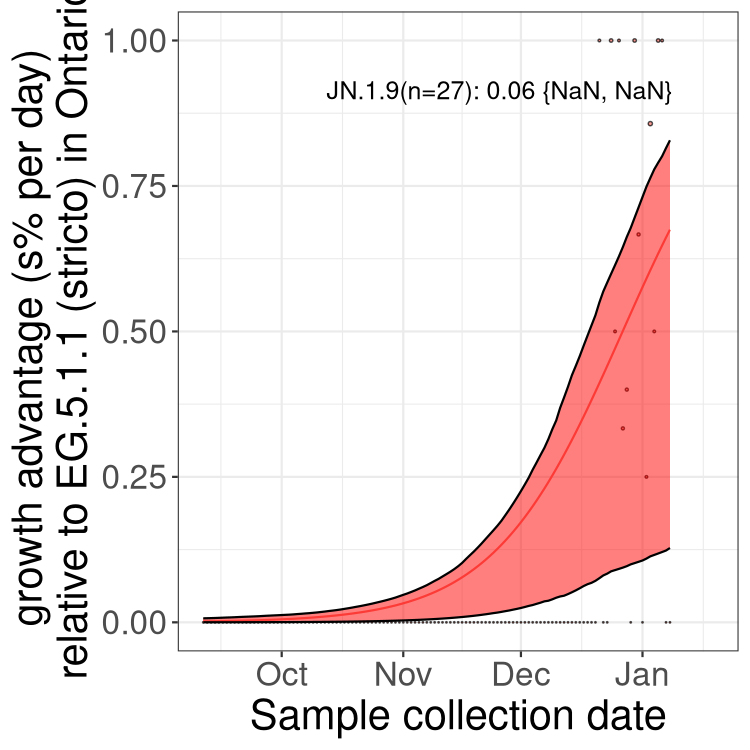 growth advantage (s% per day)
relative to EG.5.1.1 (stricto) in Ontario
1.00
0.75
0.50
0.25
0.00
JN.1.9(n=27): 0.06 {NaN, NaN}
Oct Nov Dec Jan
Sample collection date